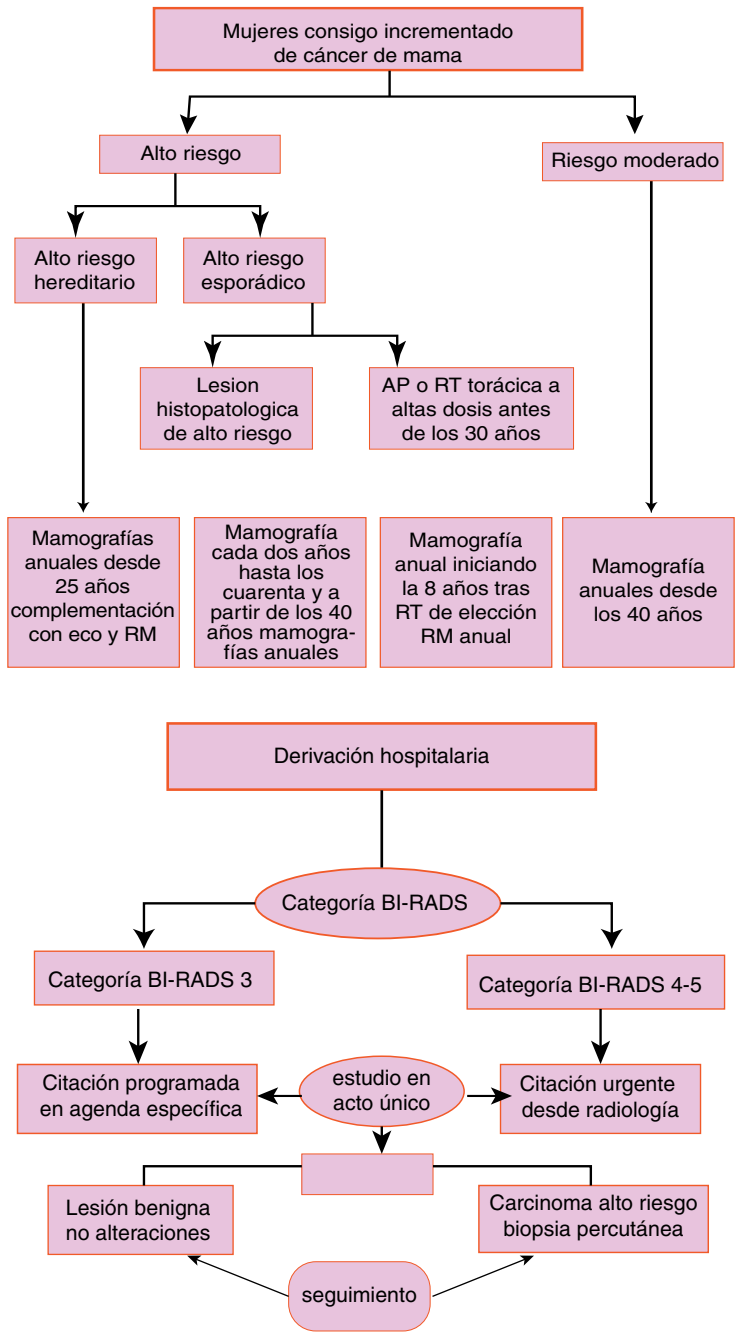 Mujeres consigo incrementado
de cáncer de mama
Alto riesgo
Riesgo moderado
Alto riesgo
hereditario
Alto riesgo
esporádico
Lesion
histopatologica
de alto riesgo
AP o RT torácica a
altas dosis antes
de los 30 años
Mamografías
anuales desde
25 años
complementación
con eco y RM
Mamografía
cada dos años
hasta los
cuarenta y a
partir de los 40
años mamogra-
fías anuales
Mamografía
anual iniciando
la 8 años tras
RT de elección
RM anual
Mamografía
anuales desde
los 40 años
Derivación hospitalaria
Categoría BI-RADS
Categoría BI-RADS 3
Categoría BI-RADS 4-5
Citación programada
en agenda específica
estudio en
acto único
Citación urgente
desde radiología
Lesión benigna
no alteraciones
Carcinoma alto riesgo
biopsia percutánea
seguimiento